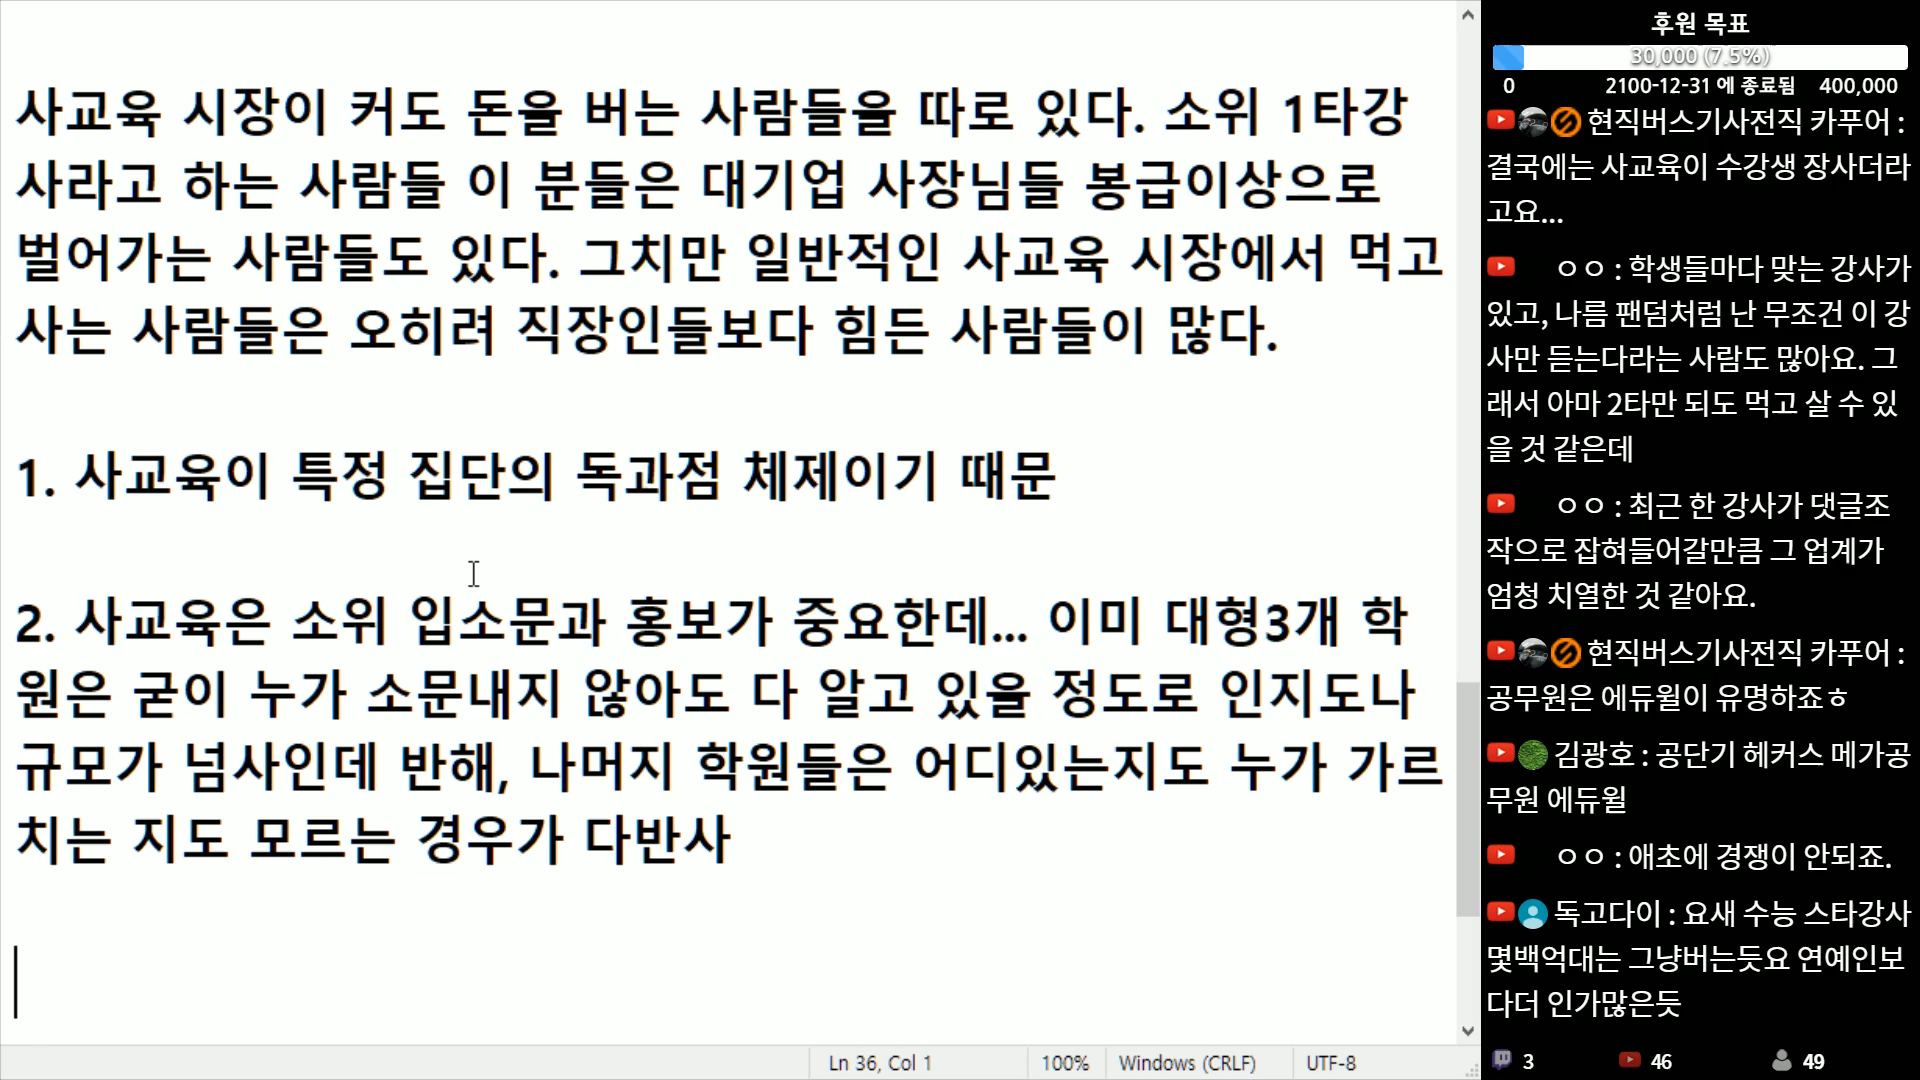 사교육 시장이 커도 돈을 버는 사람들을 따로 있다. 소위 1타강
사라고 하는 사람들 이 분들은 대기업 사장님들 봉급이상으로
벌어가는 사람들도 있다. 그치만 일반적인 사교육 시장에서 먹고
사는 사람들은 오히려 직장인들보다 힘든 사람들이 많다.
1. 사교육이 특정 집단의 독과점 체제이기 때문
2. 사교육은 소위 입소문과 홍보가 중요한데... 이미 대형3개 학
원은 굳이 누가 소문내지 않아도 다 알고 있을 정도로 인지도나
규모가 넘사인데 반해, 나머지 학원들은 어디있는지도 누가 가르
치는 지도 모르는 경우가 다반사
Ln 36, Col 1
100%
Windows (CRLF)
UTF-8
후원 목표
30,000 (7.5%)
0 2100-12-31 에 종료됨 400,000
현직버스기사전직 카푸어 :
결국에는 사교육이 수강생 장사더라
고요...
ㅇㅇ : 학생들마다 맞는 강사가
있고, 나름 팬덤처럼 난 무조건 이 강
사만 듣는다라는 사람도 많아요. 그
래서 아마 2타만 되도 먹고 살 수 있
을 것 같은데
ㅇㅇ : 최근 한 강사가 댓글조
작으로 잡혀들어갈만큼 그 업계가
엄청 치열한 것 같아요.
현직버스기사전직 카푸어 :
공무원은 에듀윌이 유명하죠ㅎ
김광호 : 공단기 헤커스 메가공
무원 에듀윌
ㅇㅇ : 애초에 경쟁이 안되죠.
독고다이 : 요새 수능 스타강사
몇백억대는 그냥버는듯요 연예인보
다더 인가많은듯
3 46 49